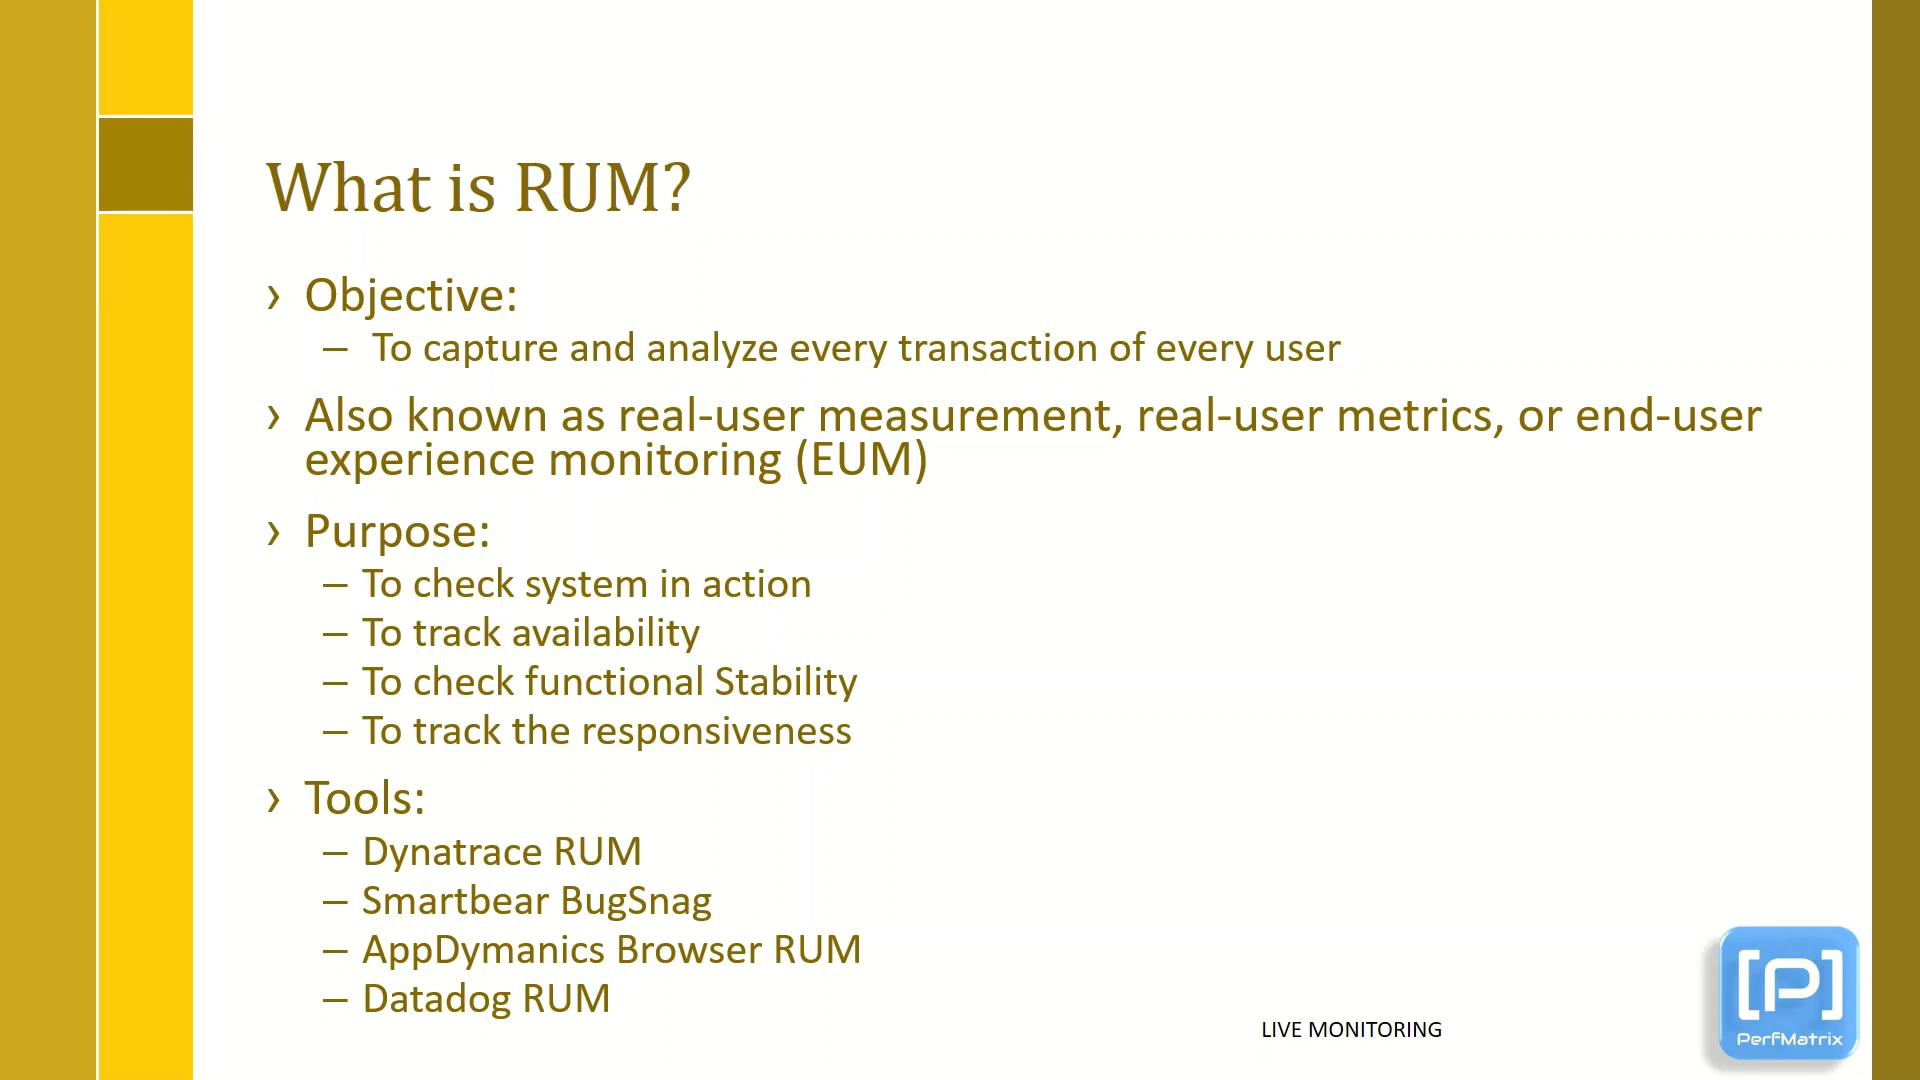 What is RUM?
› Objective:
– To capture and analyze every transaction of every user
› Also known as real-user measurement, real-user metrics, or end-user
experience monitoring (EUM)
› Purpose:
– To check system in action
– To track availability
– To check functional Stability
– To track the responsiveness
› Tools:
– Dynatrace RUM
– Smartbear BugSnag
– AppDymanics Browser RUM
– Datadog RUM
LIVE MONITORING
[P]
PerfMatrix